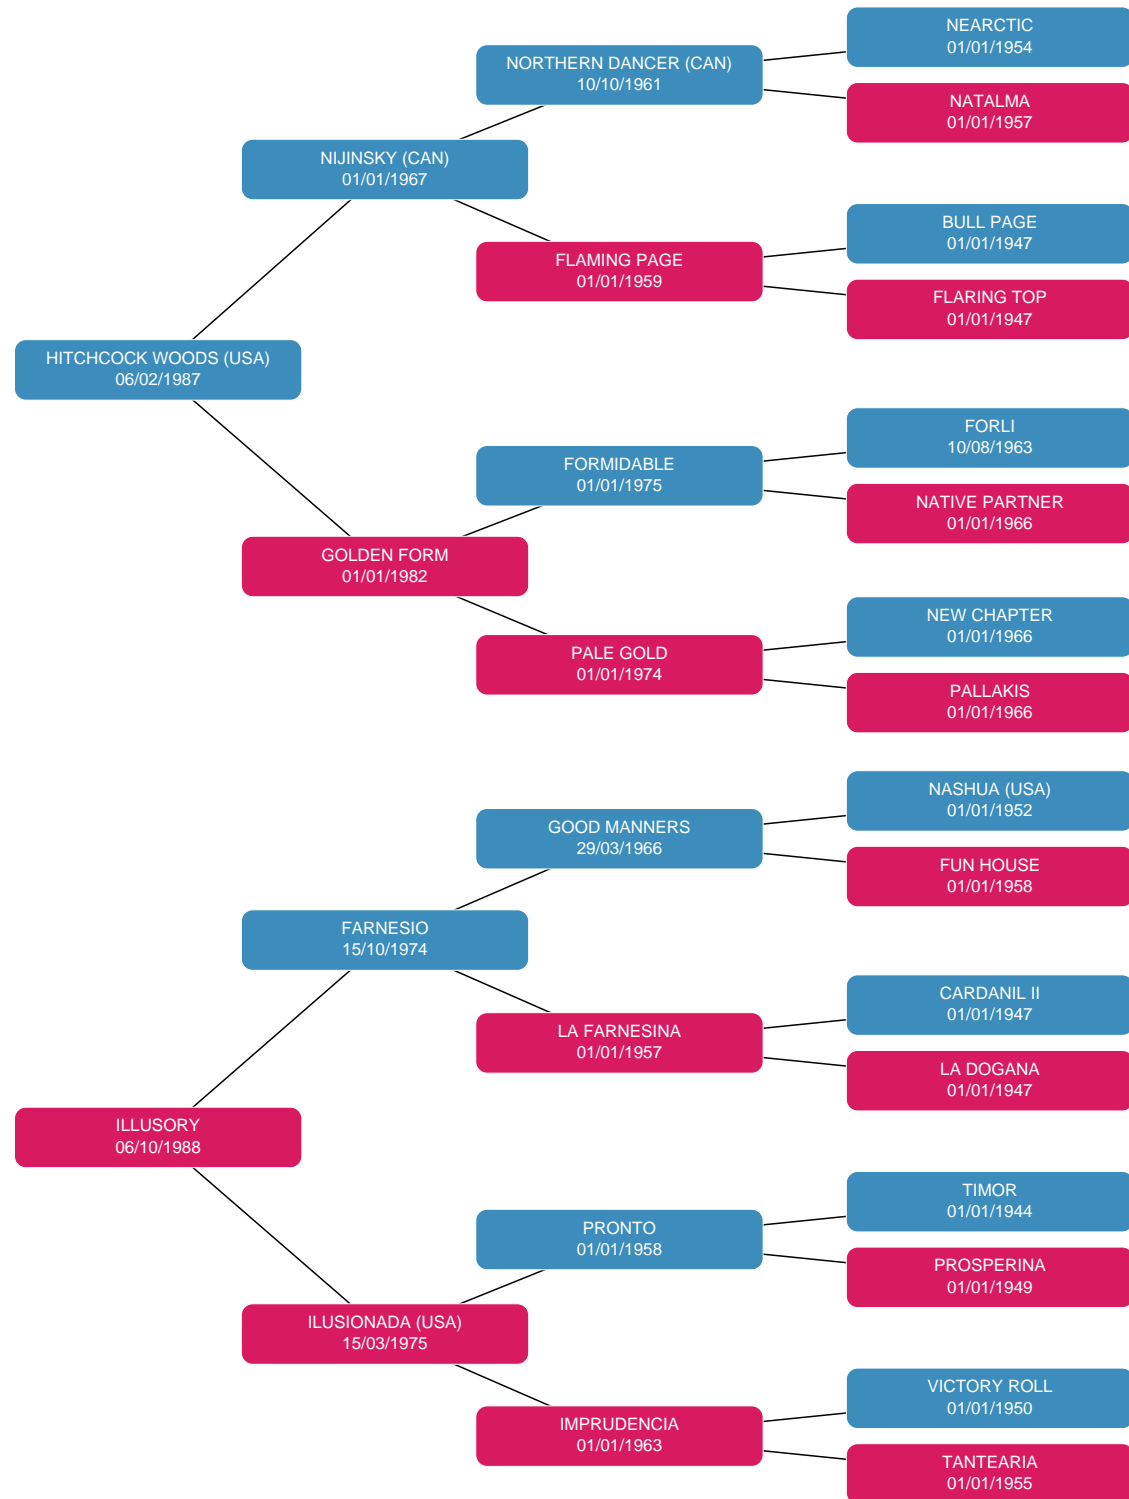 NEARCTIC
01/01/1954
NORTHERN DANCER (CAN)
10/10/1961
NATALMA
01/01/1957
NIJINSKY (CAN)
01/01/1967
BULL PAGE
01/01/1947
FLAMING PAGE
01/01/1959
FLARING TOP
01/01/1947
HITCHCOCK WOODS (USA)
06/02/1987
FORLI
10/08/1963
FORMIDABLE
01/01/1975
NATIVE PARTNER
01/01/1966
GOLDEN FORM
01/01/1982
NEW CHAPTER
01/01/1966
PALE GOLD
01/01/1974
PALLAKIS
01/01/1966
NASHUA (USA)
01/01/1952
GOOD MANNERS
29/03/1966
FUN HOUSE
01/01/1958
FARNESIO
15/10/1974
CARDANIL II
01/01/1947
LA FARNESINA
01/01/1957
LA DOGANA
01/01/1947
ILLUSORY
06/10/1988
TIMOR
01/01/1944
PRONTO
01/01/1958
PROSPERINA
01/01/1949
ILUSIONADA (USA)
15/03/1975
VICTORY ROLL
01/01/1950
IMPRUDENCIA
01/01/1963
TANTEARIA
01/01/1955